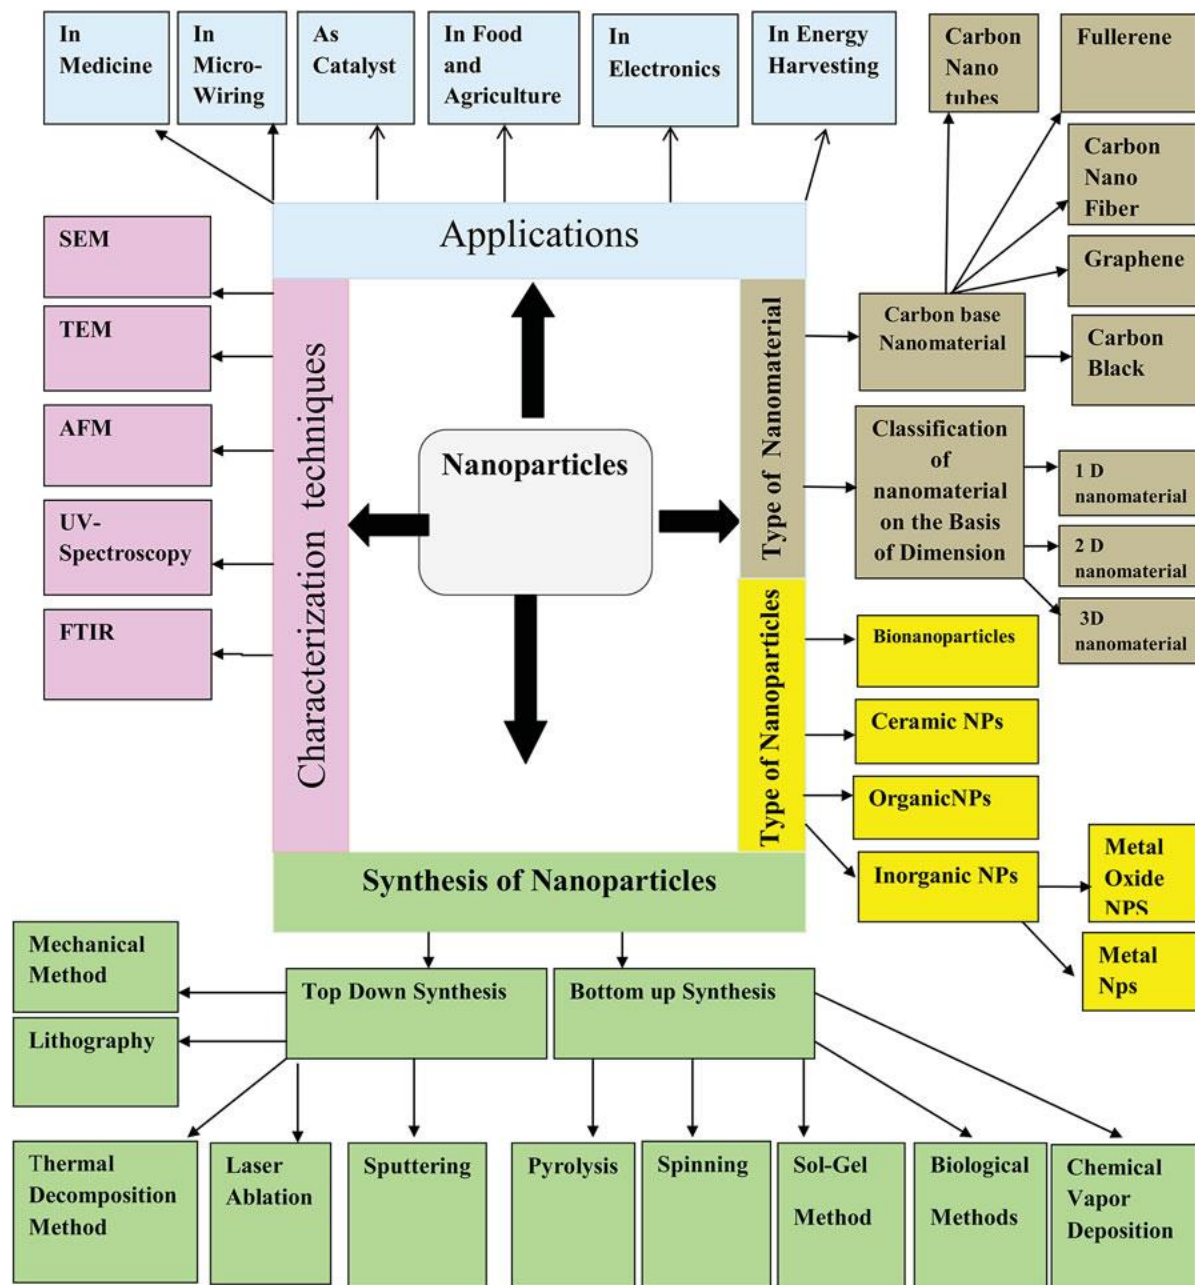 In
Medicine
In
Micro-
Wiring
As
Catalyst
In Food
and
Agriculture
In
Electronics
In Energy
Harvesting
Carbon
Nano
tubes
Fullerene
Carbon
Nano
Fiber
Graphene
Carbon
Black
Applications
SEM
TEM
AFM
UV-
Spectroscopy
FTIR
Characterization techniques
Nanoparticles
Type of Nanomaterial
Carbon base
Nanomaterial
Classification
of
nanomaterial
on the Basis
of Dimension
1 D
nanomaterial
2 D
nanomaterial
3D
nanomaterial
Type of Nanoparticles
Bionanoparticles
Ceramic NPs
OrganicNPs
Inorganic NPs
Metal
Oxide
NPS
Metal
Nps
Synthesis of Nanoparticles
Mechanical
Method
Lithography
Top Down Synthesis
Bottom up Synthesis
Thermal
Decomposition
Method
Laser
Ablation
Sputtering
Pyrolysis
Spinning
Sol-Gel
Method
Biological
Methods
Chemical
Vapor
Deposition